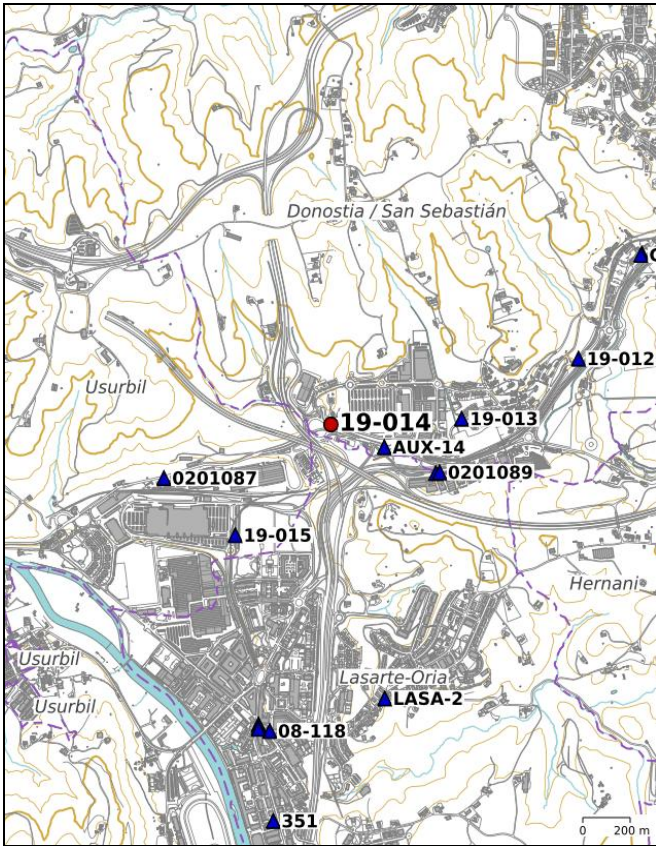 Donostia / San Sebastián
19-012
Usurbil
19-013
19-014
AUX-14
0201087
0201089
19-015
Hernani
Usurbil
Lasarte-Oria
Usurbil
LASA-2
08-118
351
0 200 m